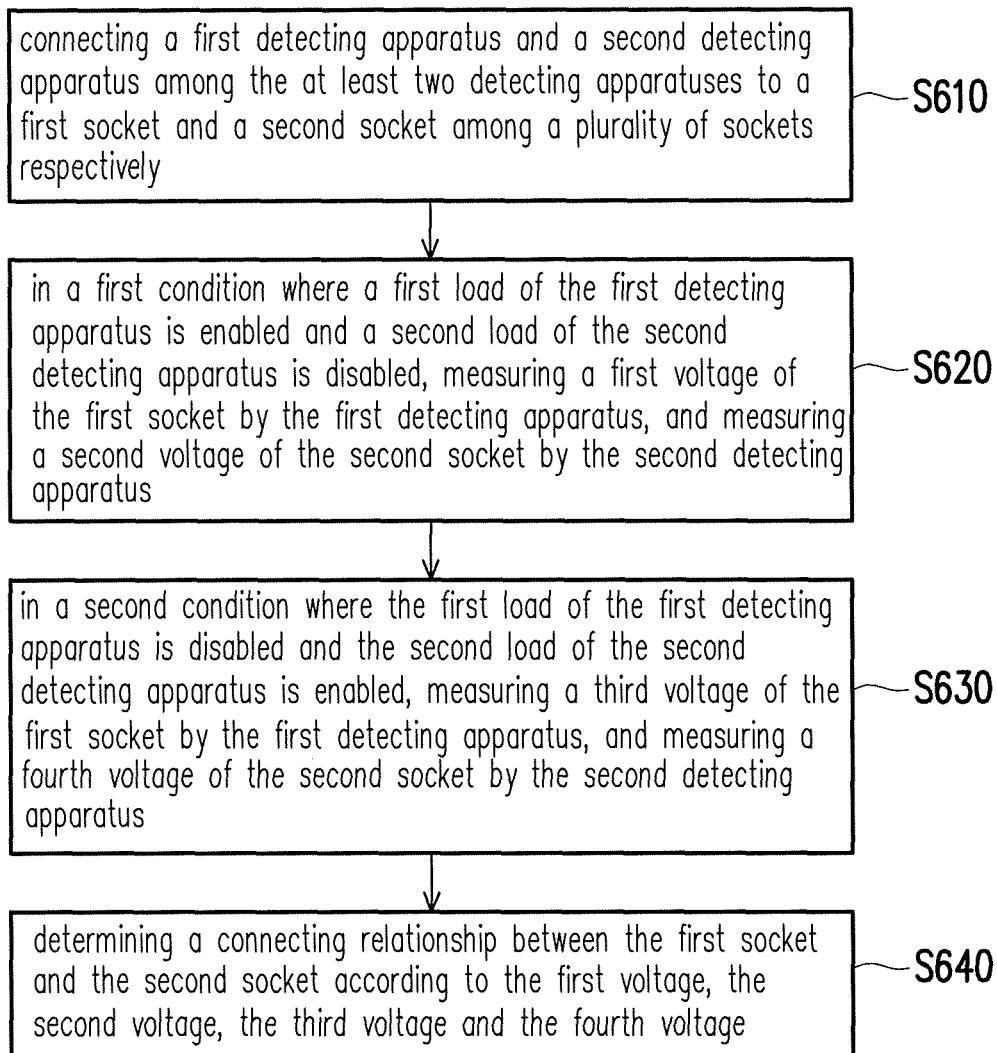 connecting a first detecting apparatus and a second detecting
apparatus among the at least two detecting apparatuses to a
first socket and a second socket among a plurality of sockets
respectively
S610
in a first condition where a first load of the first detecting
apparatus is enabled and a second load of the second
detecting apparatus is disabled, measuring a first voltage of
the first socket by the first detecting apparatus, and measuring
a second voltage of the second socket by the second detecting
apparatus
S620
in a second condition where the first load of the first detecting
apparatus is disabled and the second load of the second
detecting apparatus is enabled, measuring a third voltage of the
first socket by the first detecting apparatus, and measuring a
fourth voltage of the second socket by the second detecting
apparatus
S630
determining a connecting relationship between the first socket
and the second socket according to the first voltage, the
second voltage, the third voltage and the fourth voltage
S640